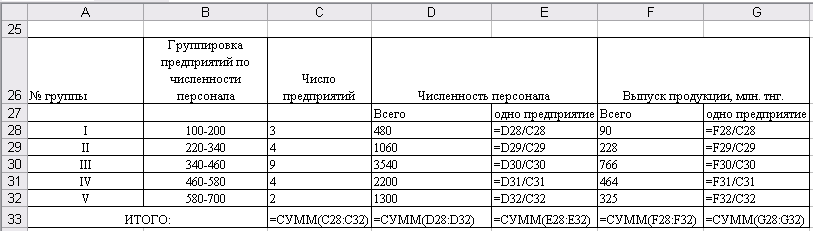 A B C D E F G
25
26 № группы Группировка предприятий по численности персонала Число предприятий Численность персонала Выпуск продукции, млн. тнг.
27 Всего одно предприятие Всего одно предприятие
28 I 100-200 3 480 =D28/C28 90 =F28/C28
29 II 220-340 4 1060 =D29/C29 228 =F29/C29
30 III 340-460 9 3540 =D30/C30 766 =F30/C30
31 IV 460-580 4 2200 =D31/C31 464 =F31/C31
32 V 580-700 2 1300 =D32/C32 325 =F32/C32
33 ИТОГО: =СУММ(C28:C32) =СУММ(D28:D32) =СУММ(E28:E32) =СУММ(F28:F32) =СУММ(G28:G32)